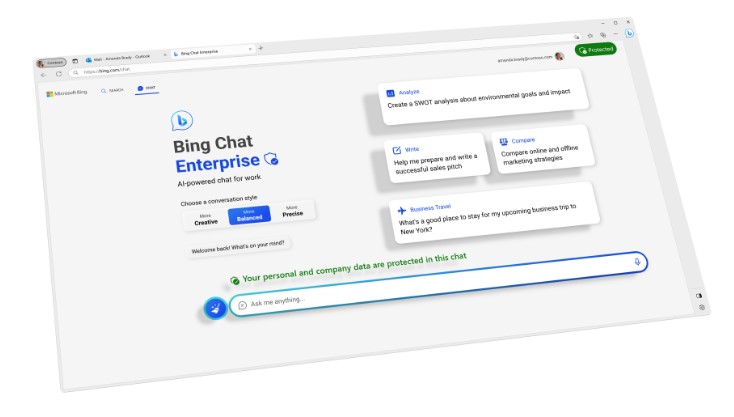 Contoso
Mail - Amanda Brady - Outlook
Bing Chat Enterprise
https://bing.com/chat
Protected
Microsoft Bing
SEARCH
CHAT
Bing Chat
Enterprise
AI-powered chat for work
Choose a conversation style
More
Creative
More
Balanced
More
Precise
Welcome back! What's on your mind?
Analyze
Create a SWOT analysis about environmental goals and impact
Write
Help me prepare and write a
successful sales pitch
Compare
Compare online and offline
marketing strategies
Business Travel
What's a good place to stay for my upcoming business trip to
New York?
Your personal and company data are protected in this chat
Ask me anything...